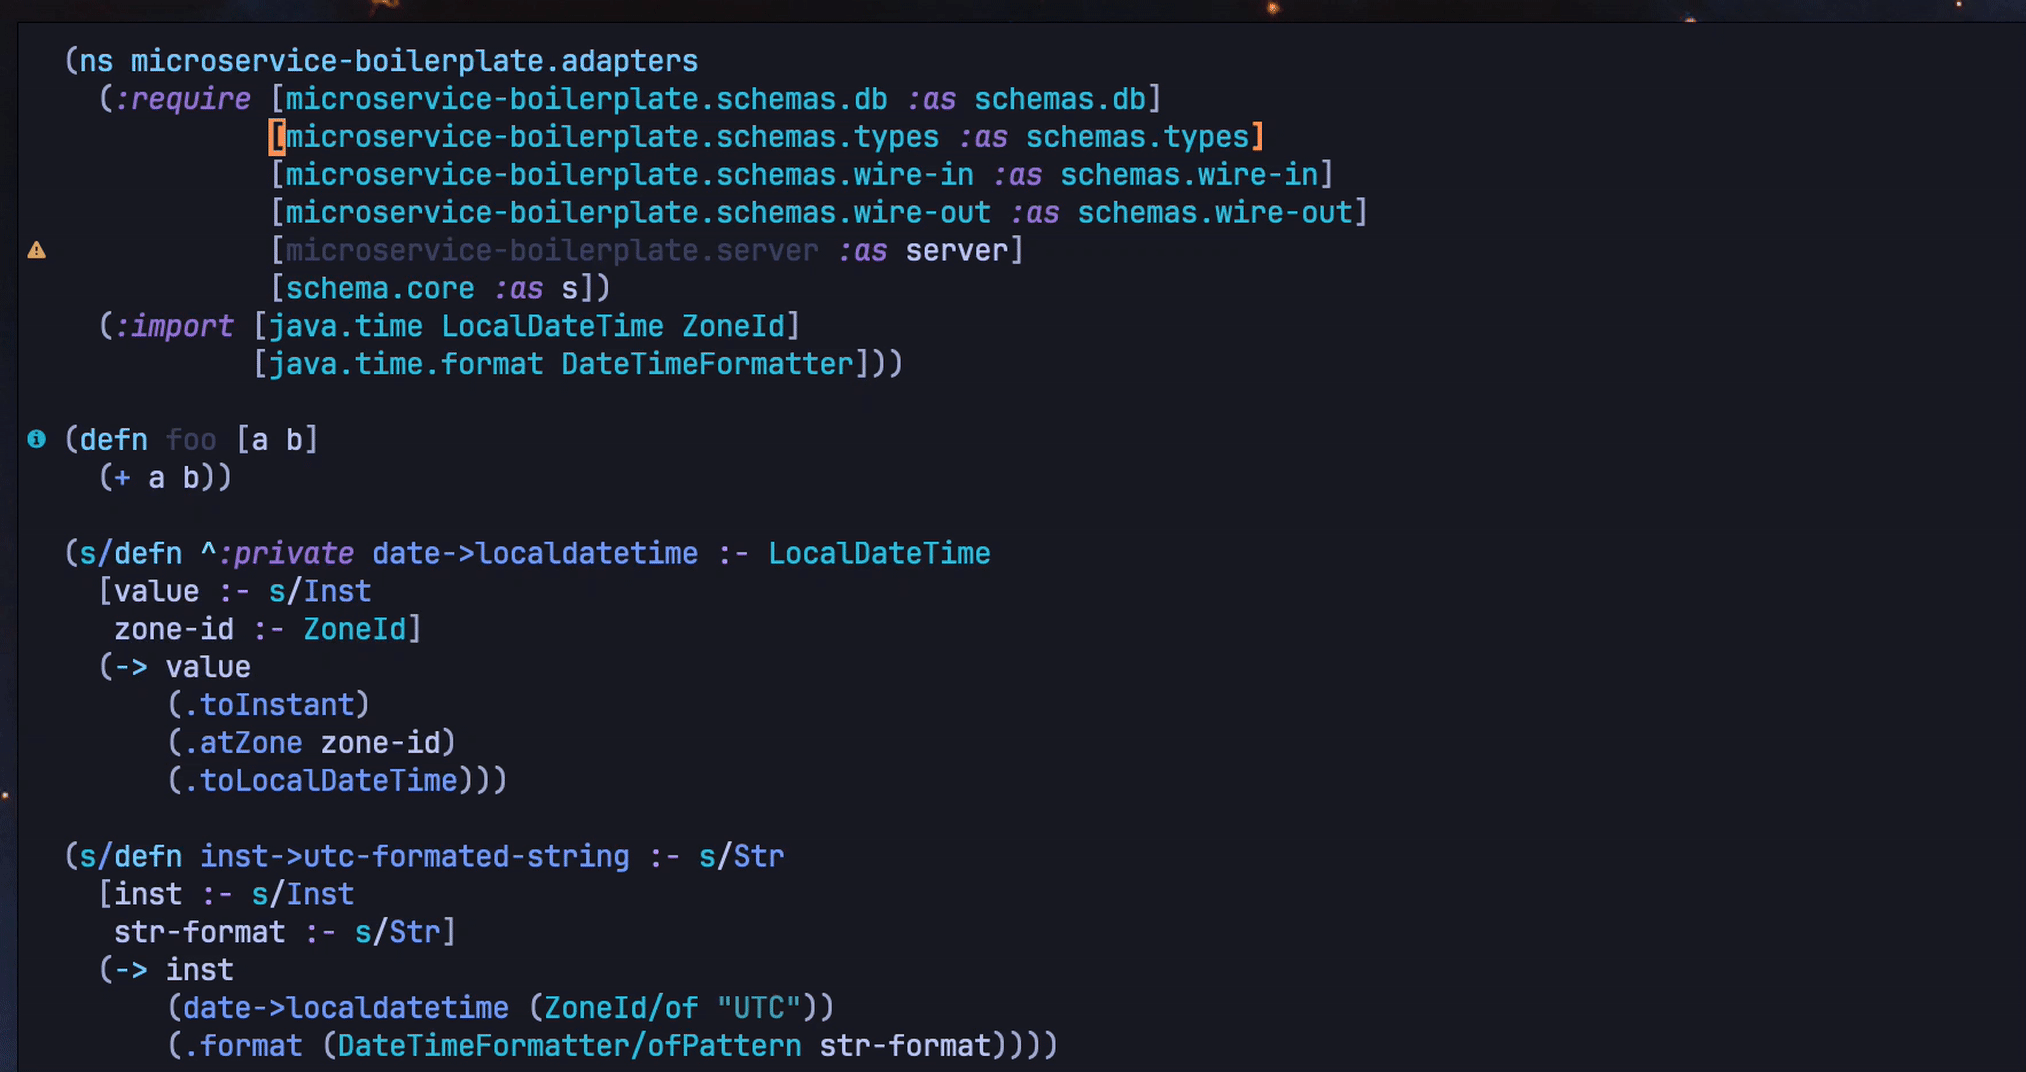 (ns microservice-boilerplate.adapters
  (:require [microservice-boilerplate.schemas.db :as schemas.db]
            [microservice-boilerplate.schemas.types :as schemas.types]
            [microservice-boilerplate.schemas.wire-in :as schemas.wire-in]
            [microservice-boilerplate.schemas.wire-out :as schemas.wire-out]
            [microservice-boilerplate.server :as server]
            [schema.core :as s])
  (:import [java.time LocalDateTime ZoneId]
           [java.time.format DateTimeFormatter]))
(defn foo [a b]
  (+ a b))
(s/defn ^:private date->localdatetime :- LocalDateTime
  [value :- s/Inst
   zone-id :- ZoneId]
  (-> value
      (.toInstant)
      (.atZone zone-id)
      (.toLocalDateTime)))
(s/defn inst->utc-formated-string :- s/Str
  [inst :- s/Inst
   str-format :- s/Str]
  (-> inst
      (date->localdatetime (ZoneId/of "UTC"))
      (.format (DateTimeFormatter/ofPattern str-format))))